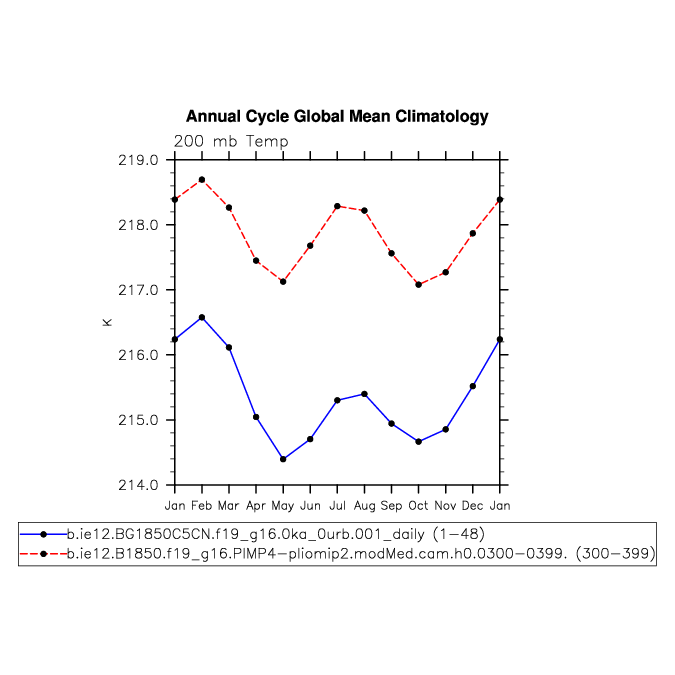 Annual Cycle Global Mean Climatology
200 mb Temp
219.0
218.0
217.0
216.0
215.0
214.0
K
Jan Feb Mar Apr May Jun Jul Aug Sep Oct Nov Dec Jan
b.ie12.BG1850C5CN.f19_g16.0ka_0urb.001_daily (1-48)
b.ie12.B1850.f19_g16.PlMP4-pliomip2.modMed.cam.h0.0300-0399. (300-399)